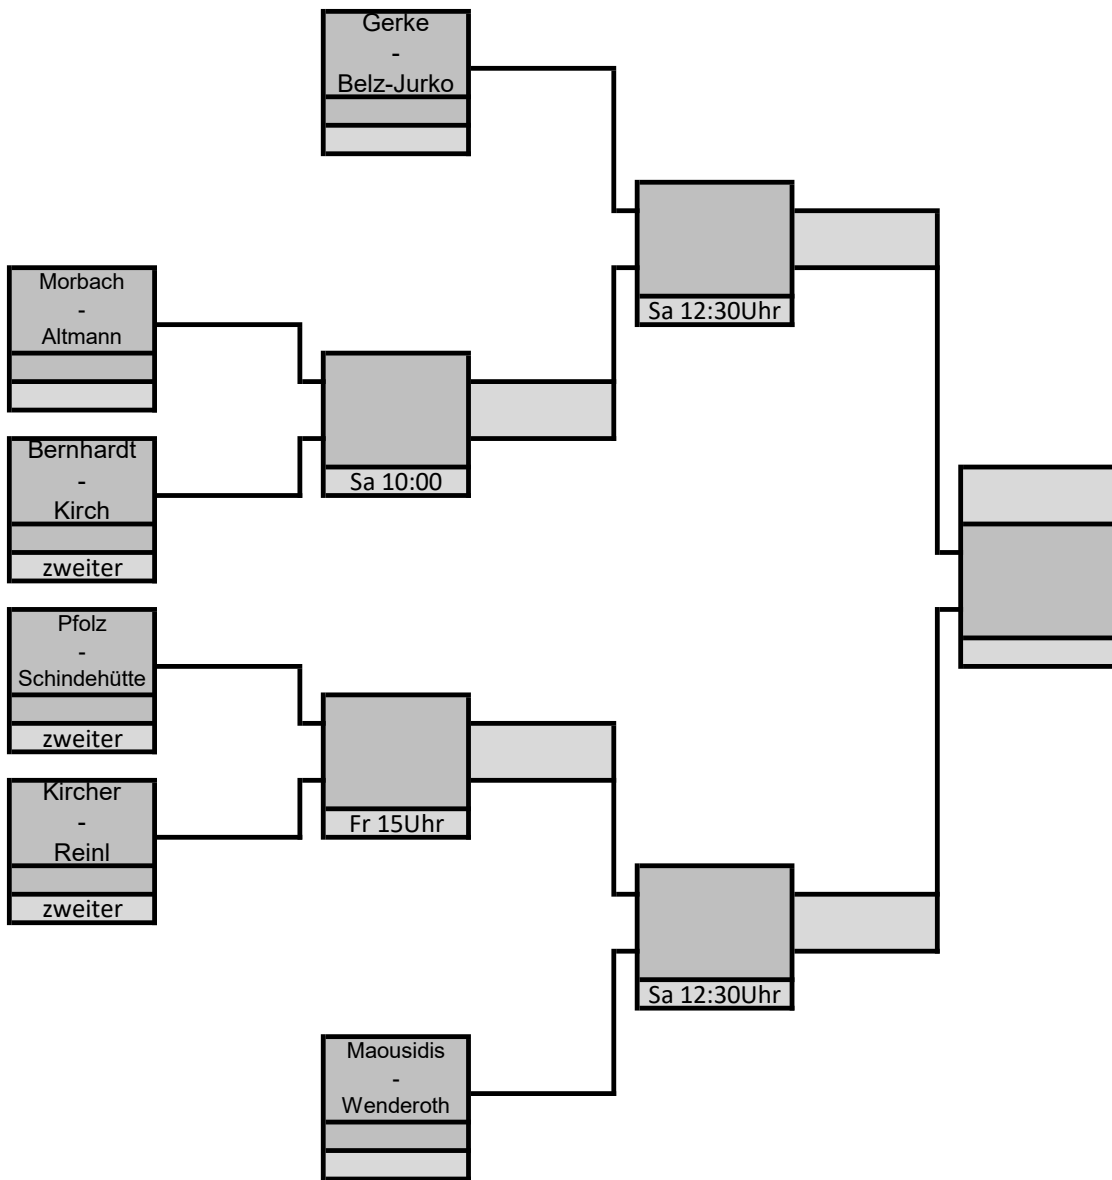 Gerke
-
Belz-Jurko
Sa 12:30Uhr
Morbach
-
Altmann
Sa 10:00
Bernhardt
-
Kirch
zweiter
Pfolz
-
Schindehütte
zweiter
Fr 15Uhr
Kircher
-
Reinl
zweiter
Sa 12:30Uhr
Maousidis
-
Wenderoth